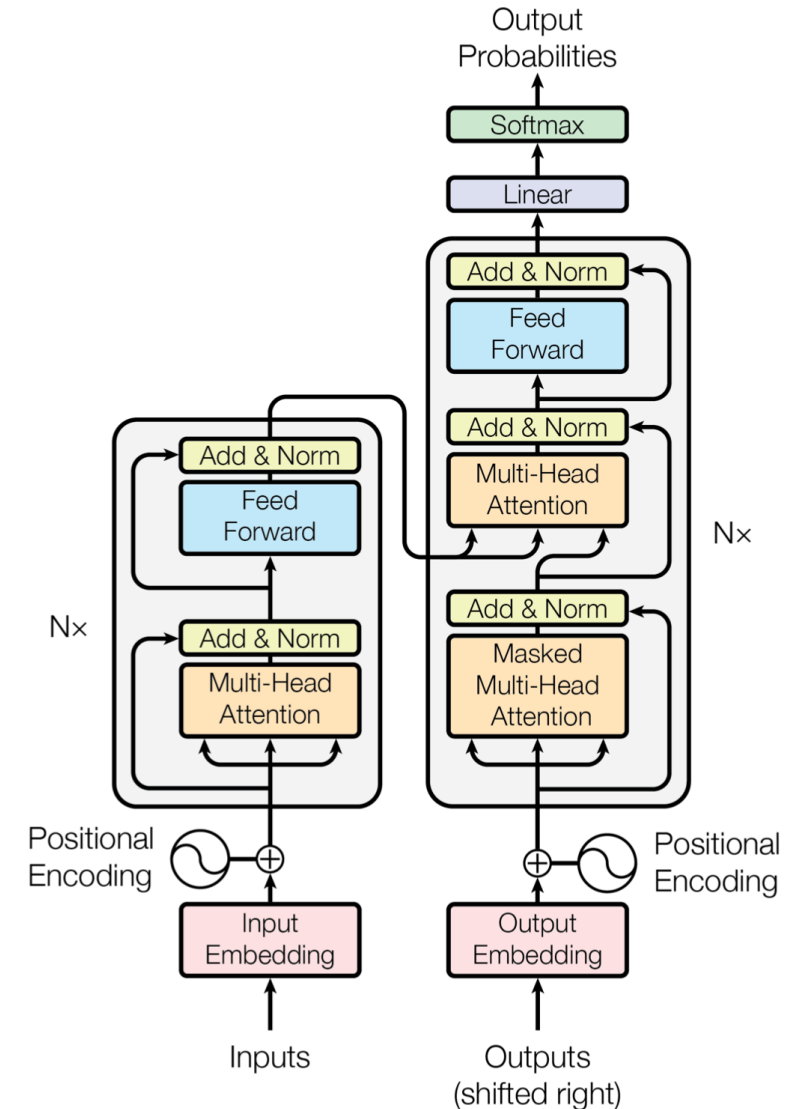 Output
Probabilities
Softmax
Linear
Add & Norm
Feed
Forward
Add & Norm
Multi-Head
Attention
Add & Norm
Masked
Multi-Head
Attention
N×
Add & Norm
Feed
Forward
Add & Norm
Multi-Head
Attention
N×
Positional
Encoding
Positional
Encoding
Input
Embedding
Output
Embedding
Inputs
Outputs
(shifted right)